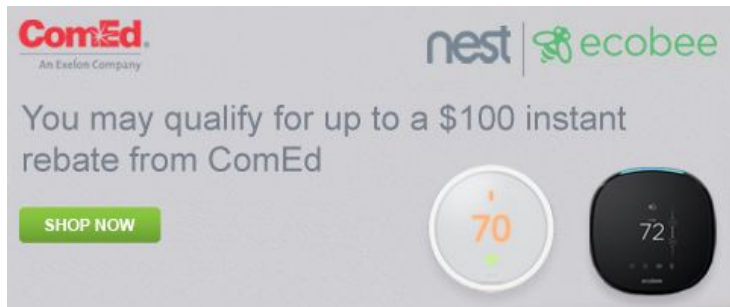 ComEd.
An Exelon Company
nest
ecobee
You may qualify for up to a $100 instant
rebate from ComEd
SHOP NOW
70
72
ecobee